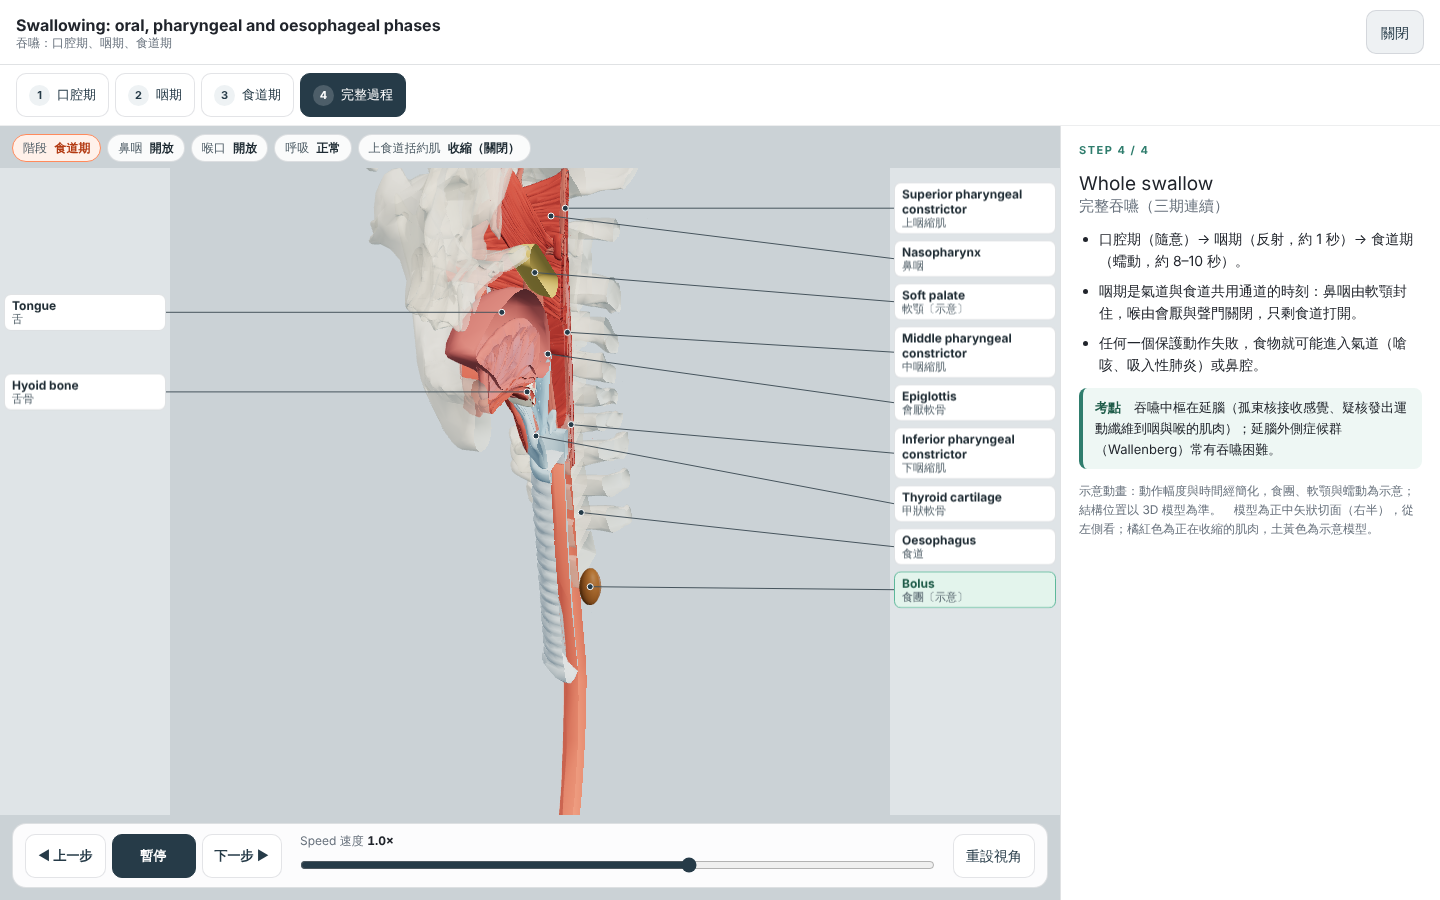 Swallowing: oral, pharyngeal and oesophageal phases
吞嚥：口腔期、咽期、食道期
關閉
1 口腔期
2 咽期
3 食道期
4 完整過程
階段 食道期
鼻咽 開放
喉口 開放
呼吸 正常
上食道括約肌 收縮（關閉）
Tongue
舌
Hyoid bone
舌骨
Superior pharyngeal
constrictor
上咽縮肌
Nasopharynx
鼻咽
Soft palate
軟顎〔示意〕
Middle pharyngeal
constrictor
中咽縮肌
Epiglottis
會厭軟骨
Inferior pharyngeal
constrictor
下咽縮肌
Thyroid cartilage
甲狀軟骨
Oesophagus
食道
Bolus
食團〔示意〕
◀ 上一步
暫停
下一步 ▶
Speed 速度 1.0×
重設視角
STEP 4 / 4
Whole swallow
完整吞嚥（三期連續）
• 口腔期（隨意）→ 咽期（反射，約 1 秒）→ 食道期
（蠕動，約 8–10 秒）。
• 咽期是氣道與食道共用通道的時刻：鼻咽由軟顎封
住，喉由會厭與聲門關閉，只剩食道打開。
• 任何一個保護動作失敗，食物就可能進入氣道（嗆
咳、吸入性肺炎）或鼻腔。
考點 吞嚥中樞在延腦（孤束核接收感覺、疑核發出運
動纖維到咽與喉的肌肉）；延腦外側症候群
（Wallenberg）常有吞嚥困難。
示意動畫：動作幅度與時間經簡化，食團、軟顎與蠕動為示意；
結構位置以 3D 模型為準。 模型為正中矢狀切面（右半），從
左側看；橘紅色為正在收縮的肌肉，土黃色為示意模型。